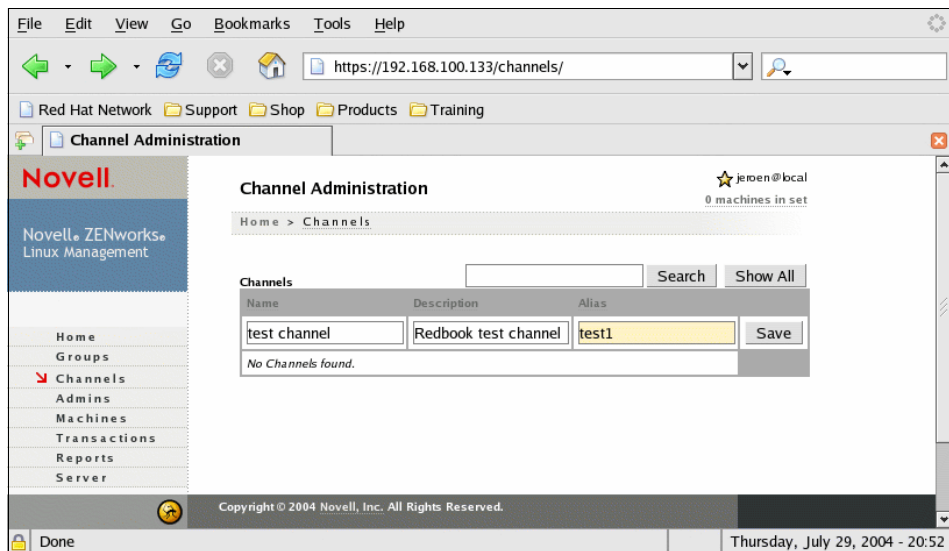 File Edit View Go Bookmarks Tools Help
https://192.168.100.133/channels/
Red Hat Network Support Shop Products Training
Channel Administration
Novell.
Novell® ZENworks®
Linux Management
Channel Administration
jeroen@local
0 machines in set
Home > Channels
Channels
Search Show All
Name Description Alias
test channel Redbook test channel test1 Save
No Channels found.
Home
Groups
Channels
Admins
Machines
Transactions
Reports
Server
Copyright © 2004 Novell, Inc. All Rights Reserved.
Done
Thursday, July 29, 2004 - 20:52